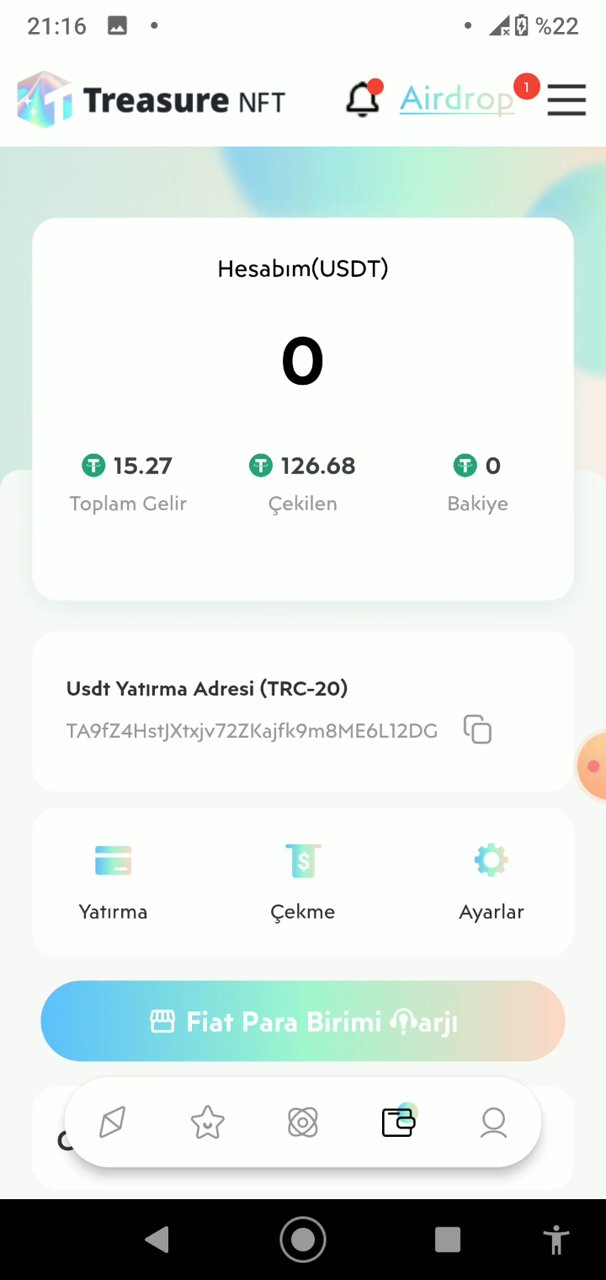 21:16 %22
Treasure NFT Airdrop 1
Hesabım(USDT)
0
15.27 126.68 0
Toplam Gelir Çekilen Bakiye
Usdt Yatırma Adresi (TRC-20)
TA9fZ4HstJXtxjv72ZKajfk9m8ME6L12DG
Yatırma Çekme Ayarlar
Fiat Para Birimi